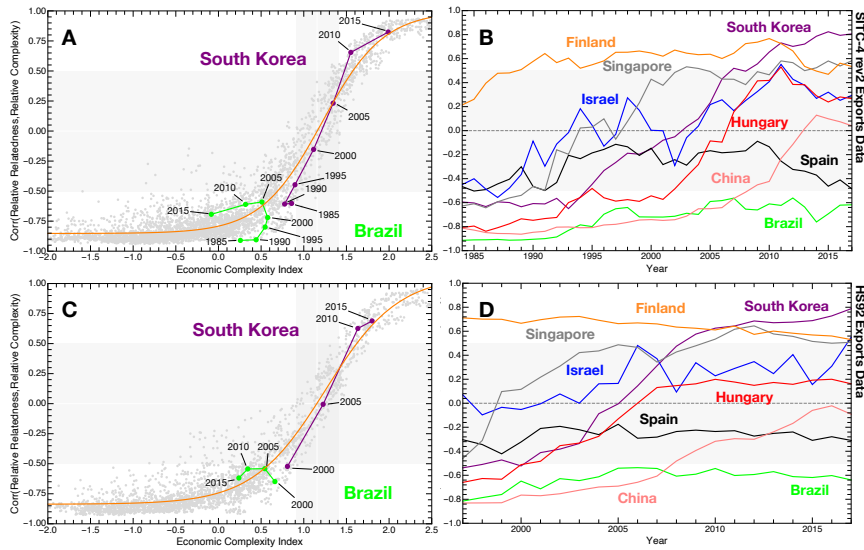 A
South Korea
Brazil
2015
2010
2005
2000
1995
1990
1985
2005
2010
2015
2000
1995
1990
1985
1.00
0.75
0.50
0.25
0.00
-0.25
-0.50
-0.75
-1.00
-2.0 -1.5 -1.0 -0.5 0.0 0.5 1.0 1.5 2.0 2.5
Economic Complexity Index
Corr(Relative Relatedness,Relative Complexity)
B
South Korea
Finland
Singapore
Israel
Hungary
Spain
China
Brazil
1.0
0.8
0.6
0.4
0.2
0
-0.2
-0.4
-0.6
-0.8
-1.0
1985 1990 1995 2000 2005 2010 2015
Year
SITC-4 rev2 Exports Data
C
South Korea
Brazil
2015
2010
2005
2000
2010
2005
2015
2000
1.00
0.75
0.50
0.25
0.00
-0.25
-0.50
-0.75
-1.00
-2.0 -1.5 -1.0 -0.5 0.0 0.5 1.0 1.5 2.0 2.5
Economic Complexity Index
Corr(Relative Relatedness,Relative Complexity)
D
Finland
South Korea
Singapore
Israel
Hungary
Spain
China
Brazil
1.0
0.8
0.6
0.4
0.2
0
-0.2
-0.4
-0.6
-0.8
-1.0
2000 2005 2010 2015
Year
HS92 Exports Data